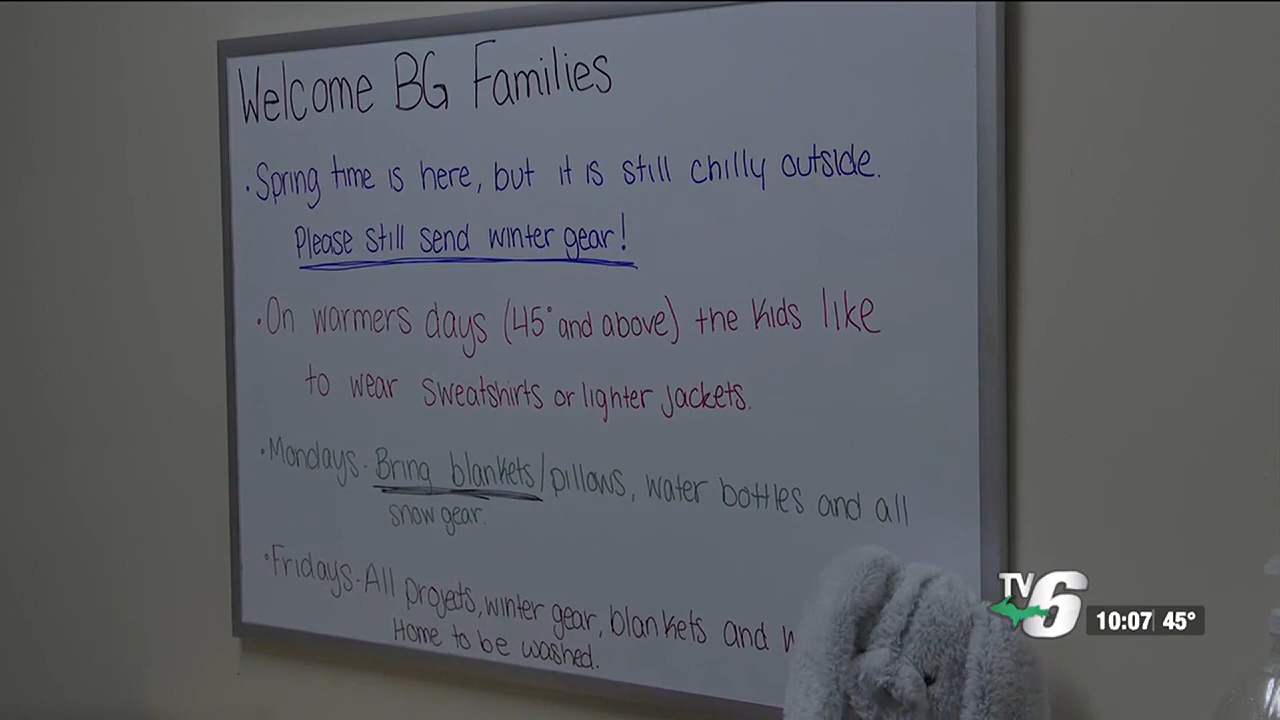 Welcome BG Families
• Spring time is here, but it is still chilly outside.
Please still send winter gear!
• On warmers days (45° and above) the kids like
to wear sweatshirts or lighter jackets.
• Mondays - Bring blankets/pillows, water bottles and all
snow gear.
• Fridays - All projects, winter gear, blankets and
Home to be washed.
TV6
10:07 45°